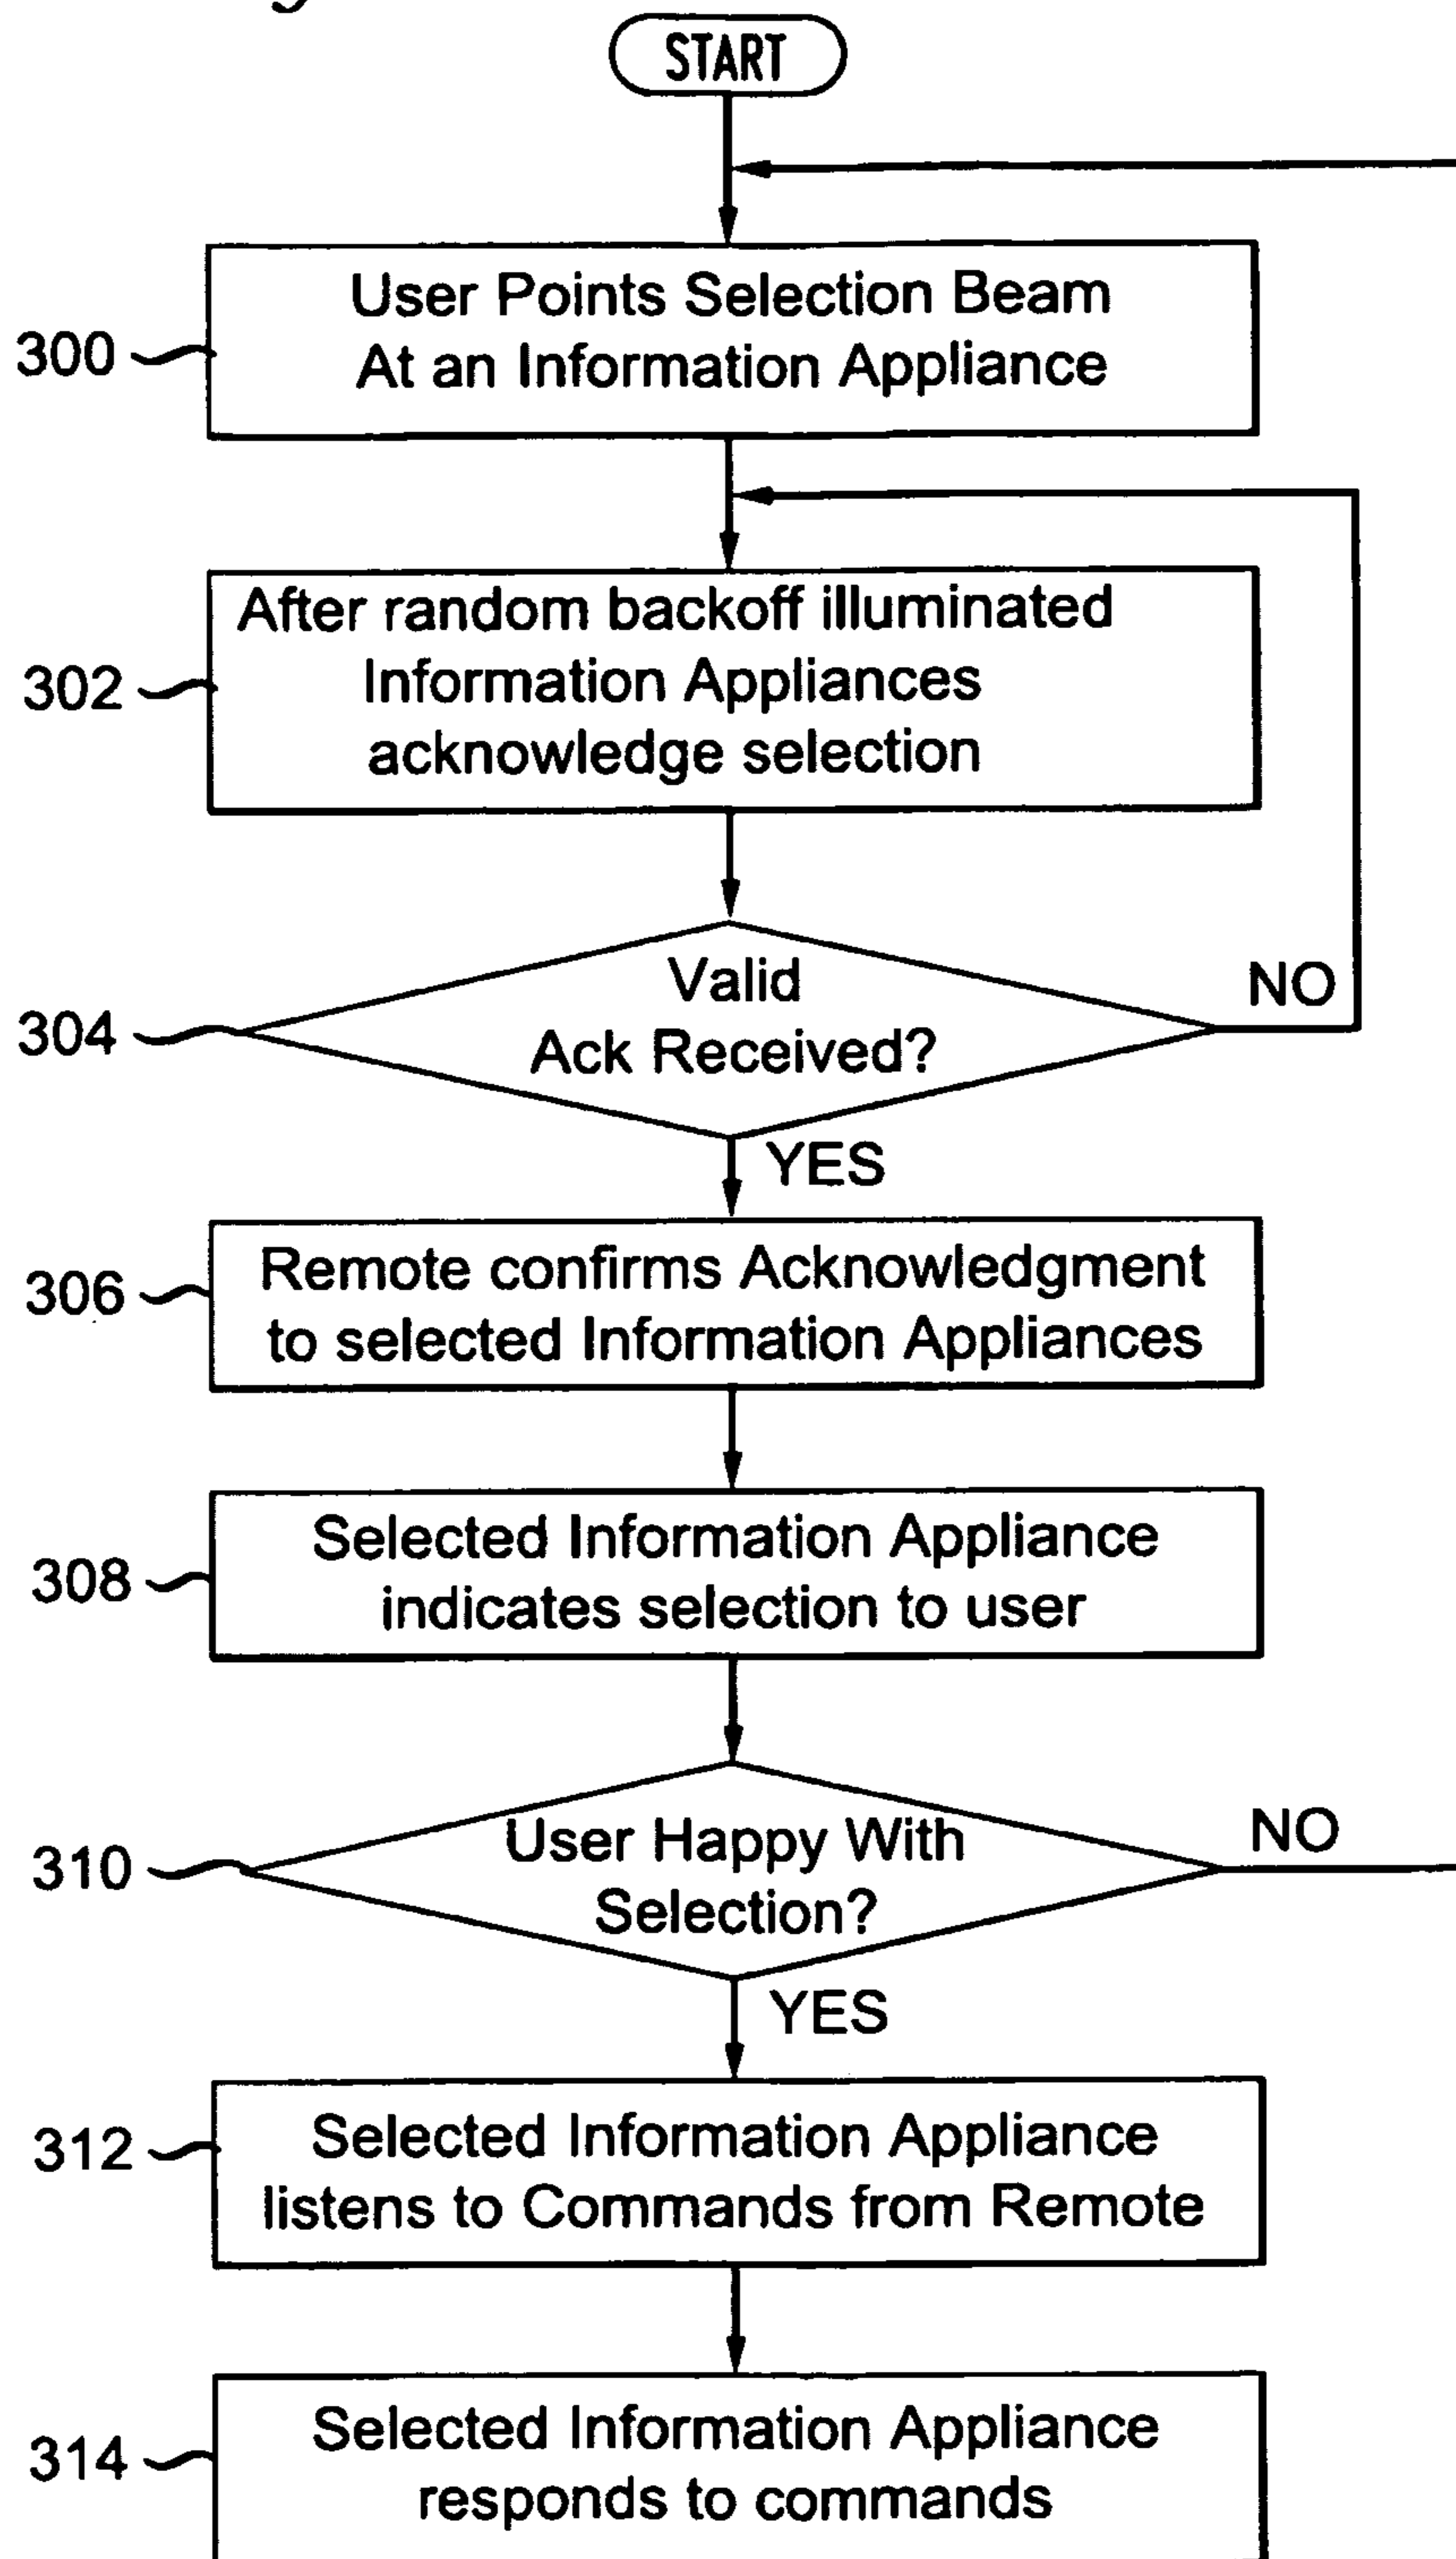 START
User Points Selection Beam
At an Information Appliance
300
After random backoff illuminated
Information Appliances
acknowledge selection
302
Valid
Ack Received?
304
NO
YES
Remote confirms Acknowledgment
to selected Information Appliances
306
Selected Information Appliance
indicates selection to user
308
User Happy With
Selection?
310
NO
YES
Selected Information Appliance
listens to Commands from Remote
312
Selected Information Appliance
responds to commands
314